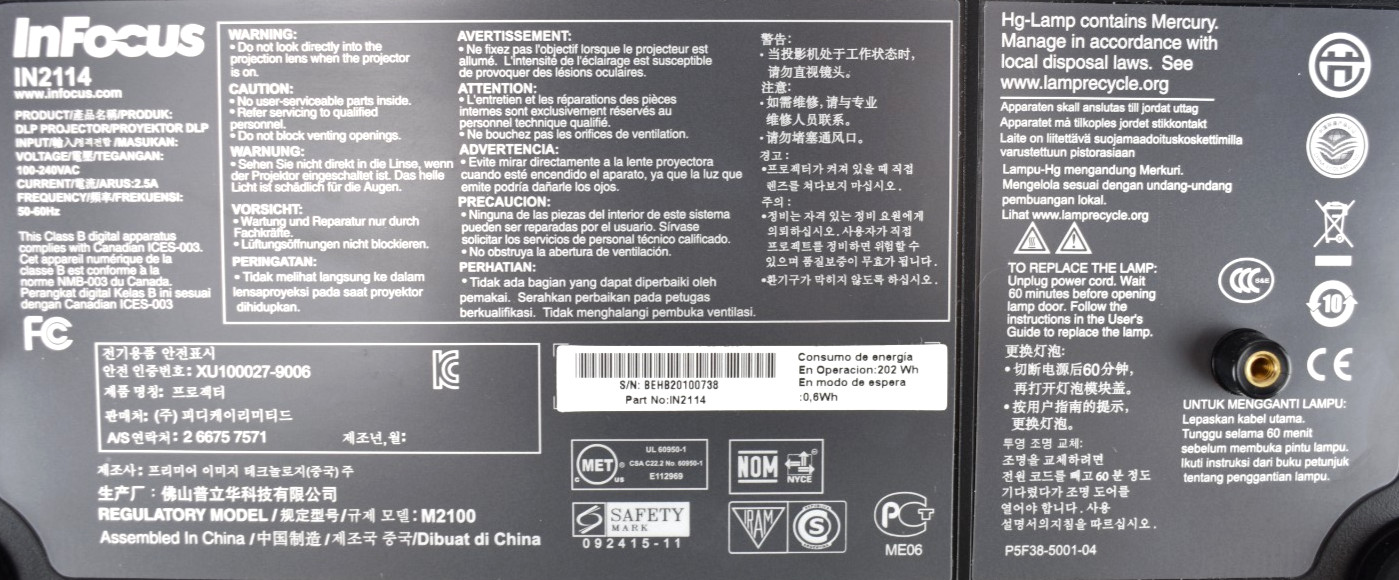 InFocus
IN2114
www.infocus.com
PRODUCT/產品名稱/PRODUK:
DLP PROJECTOR/PROYEKTOR DLP
INPUT/輸入/MASUKAN:
VOLTAGE/電壓/TEGANGAN:
100-240VAC
CURRENT/電流/ARUS:2.5A
FREQUENCY/頻率/FREKUENSI:
50-60Hz
This Class B digital apparatus
complies with Canadian ICES-003.
Cet appareil numérique de la
classe B est conforme à la
norme NMB-003 du Canada.
Perangkat digital Kelas B ini sesuai
dengan Canadian ICES-003
FC
WARNING:
• Do not look directly into the
projection lens when the projector
is on.
CAUTION:
• No user-serviceable parts inside.
• Refer servicing to qualified
personnel.
• Do not block venting openings.
WARNUNG:
• Sehen Sie nicht direkt in die Linse, wenn
der Projektor eingeschaltet ist. Das helle
Licht ist schädlich für die Augen.
VORSICHT:
• Wartung und Reparatur nur durch
Fachkräfte.
• Lüftungsöffnungen nicht blockieren.
PERINGATAN:
• Tidak melihat langsung ke dalam
lensaproyeksi pada saat proyektor
dihidupkan.
AVERTISSEMENT:
• Ne fixez pas l'objectif lorsque le projecteur est
allumé. L'intensité de l'éclairage est susceptible
de provoquer des lésions oculaires.
ATTENTION:
• L'entretien et les réparations des pièces
internes sont exclusivement réservés au
personnel technique qualifié.
• Ne bouchez pas les orifices de ventilation.
ADVERTENCIA:
• Evite mirar directamente a la lente proyectora
cuando esté encendido el aparato, ya que la luz que
emite podría dañarle los ojos.
PRECAUCION:
• Ninguna de las piezas del interior de este sistema
pueden ser reparadas por el usuario. Sírvase
solicitar los servicios de personal técnico calificado.
• No obstruya la abertura de ventilación.
PERHATIAN:
• Tidak ada bagian yang dapat diperbaiki oleh
pemakai. Serahkan perbaikan pada petugas
berkualifikasi. Tidak menghalangi pembuka ventilasi.
警告:
• 当投影机处于工作状态时,
请勿直视镜头。
注意:
• 如需维修,请与专业
维修人员联系。
• 请勿堵塞通风口。
경고:
•프로젝터가 켜져 있을 때 직접
렌즈를 쳐다보지 마십시오.
주의:
•정비는 자격 있는 정비 요원에게
의뢰하십시오. 사용자가 직접
프로젝트를 정비하면 위험할 수
있으며 품질보증이 무효가 됩니다.
•환기구가 막히지 않도록 하십시오.
전기용품 안전표시
안전 인증번호: XU100027-9006
제품 명칭: 프로젝터
판매처: (주) 피디케이리미티드
A/S 연락처: 2 6675 7571 제조년,월:
제조사: 프리미어 이미지 테크놀로지(중국)주
生产厂:佛山普立华科技有限公司
REGULATORY MODEL / 规定型号/규제 모델: M2100
Assembled In China / 中国制造 / 제조국 중국/Dibuat di China
S/N: BEHB20100738
Part No:IN2114
Consumo de energía
En Operacion:202 Wh
En modo de espera
:0,6Wh
MET
C US
UL 60950-1
CSA C22.2 No. 60950-1
E112969
NOM
NYCE
S SAFETY
MARK
092415-11
IRAM
S
PCT
ME06
Hg-Lamp contains Mercury.
Manage in accordance with
local disposal laws. See
www.lamprecycle.org
Apparaten skall anslutas till jordat uttag
Apparatet må tilkoples jordet stikkontakt
Laite on liitettävä suojamaadoituskoskettimilla
varustettuun pistorasiaan
Lampu-Hg mengandung Merkuri.
Mengelola sesuai dengan undang-undang
pembuangan lokal.
Lihat www.lamprecycle.org
TO REPLACE THE LAMP:
Unplug power cord. Wait
60 minutes before opening
lamp door. Follow the
instructions in the User's
Guide to replace the lamp.
更换灯泡:
• 切断电源后60分钟,
再打开灯泡模块盖。
• 按用户指南的提示,
更换灯泡。
투영 조명 교체:
조명을 교체하려면
전원 코드를 빼고 60 분 정도
기다렸다가 조명 도어를
열어야 합니다. 사용
설명서의지침을 따르십시오.
P5F38-5001-04
CCC S&E
10
CE
UNTUK MENGGANTI LAMPU:
Lepaskan kabel utama.
Tunggu selama 60 menit
sebelum membuka pintu lampu.
Ikuti instruksi dari buku petunjuk
tentang penggantian lampu.